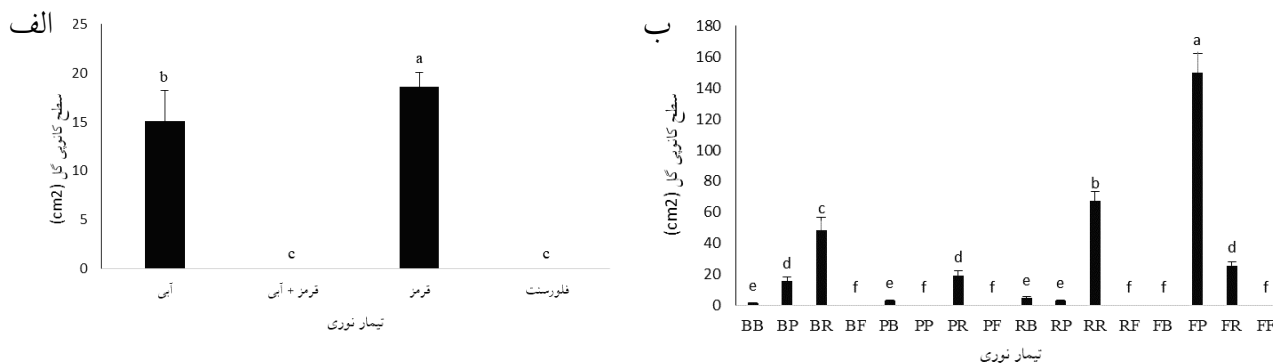 الف
سطح کانوپی گل (cm2)
25
20
15
10
5
0
b
c
a
c
آبی
قرمز + آبی
قرمز
فلورسنت
تیمار نوری
ب
سطح کانوپی گل (cm2)
180
160
140
120
100
80
60
40
20
0
e
d
c
f
e
f
d
f
e
e
b
f
f
a
d
f
BB BP BR BF PB PP PR PF RB RP RR RF FB FP FR FF
تیمار نوری